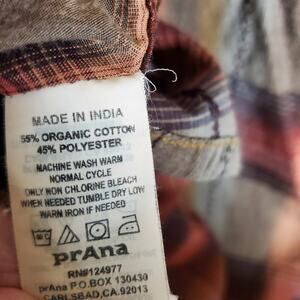 MADE IN INDIA
55% ORGANIC COTTON
45% POLYESTER
MACHINE WASH WARM
NORMAL CYCLE
ONLY NON CHLORINE BLEACH
WHEN NEEDED TUMBLE DRY LOW
WARM IRON IF NEEDED
prAna
RN#124977
prAna P.O BOX 130430
CARLSBAD,CA.92013